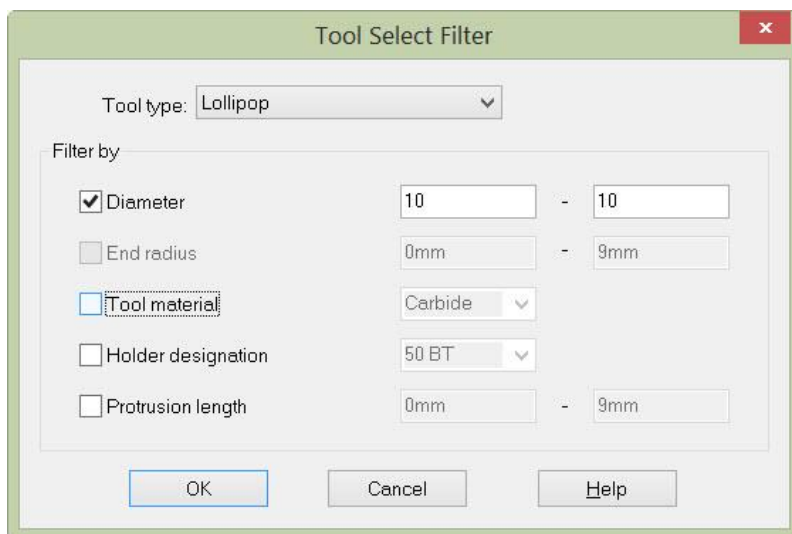 Tool Select Filter
x
Tool type: Lollipop
Filter by
Diameter 10 - 10
End radius 0mm - 9mm
Tool material Carbide
Holder designation 50 BT
Protrusion length 0mm - 9mm
OK Cancel Help